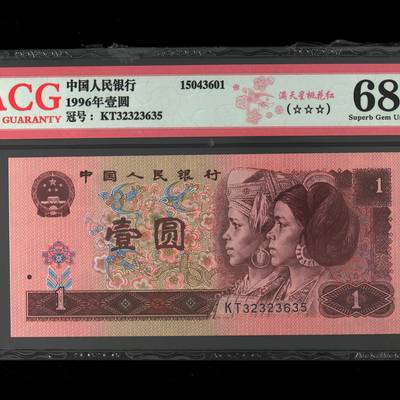 ACG
GUARANTY
中国人民银行
1996年壹圆
冠号： KT32323635
15043601
满天星桃花红
(☆☆☆)
68
Superb Gem U
中国人民银行
1
壹圆
KT32323635
1
1